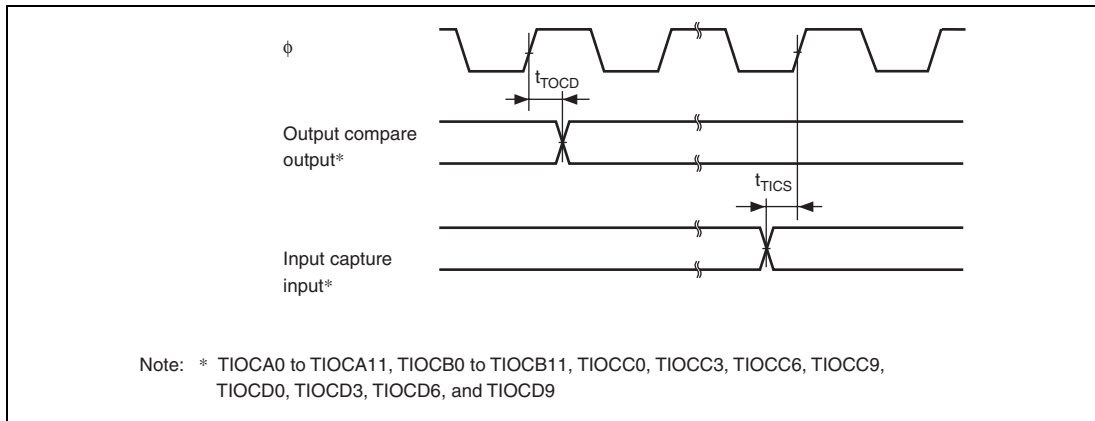 ϕ
tTOCD
Output compare
output*
tTICS
Input capture
input*
Note: * TIOCA0 to TIOCA11, TIOCB0 to TIOCB11, TIOCC0, TIOCC3, TIOCC6, TIOCC9,
TIOCD0, TIOCD3, TIOCD6, and TIOCD9